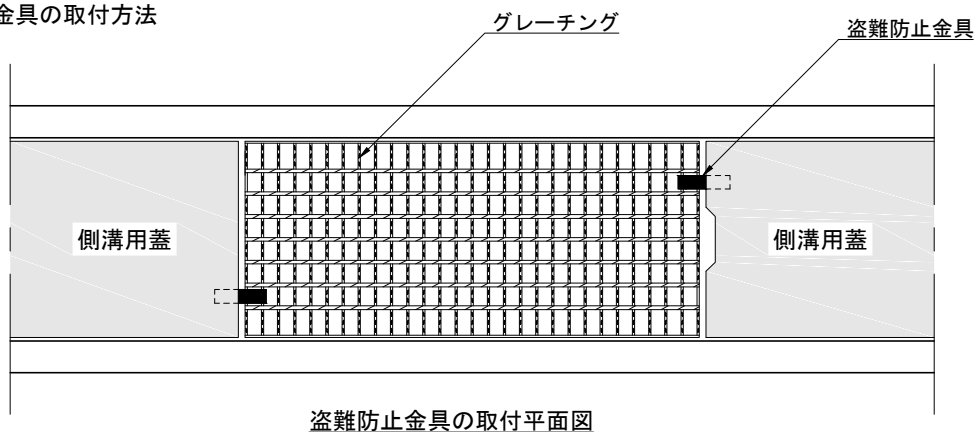 金具の取付方法
グレーチング
盗難防止金具
側溝用蓋
側溝用蓋
盗難防止金具の取付平面図